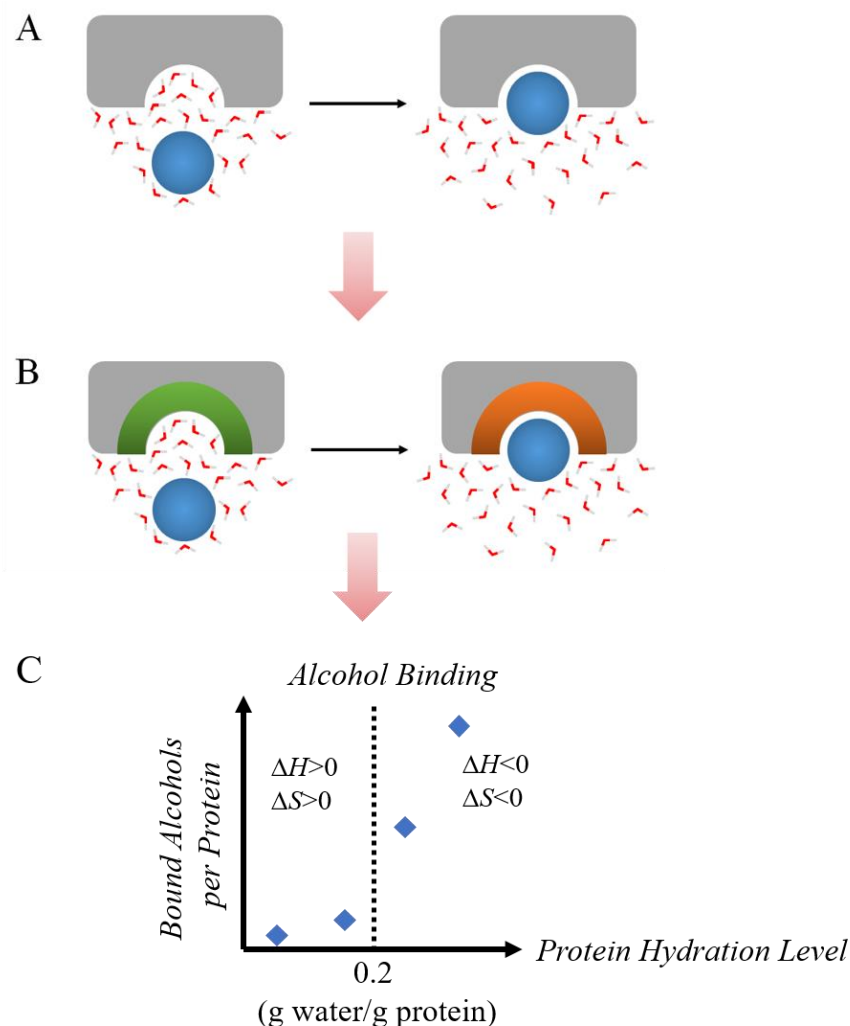 A
B
C
Alcohol Binding
Bound Alcohols
per Protein
ΔH>0
ΔS>0
ΔH<0
ΔS<0
Protein Hydration Level
0.2
(g water/g protein)